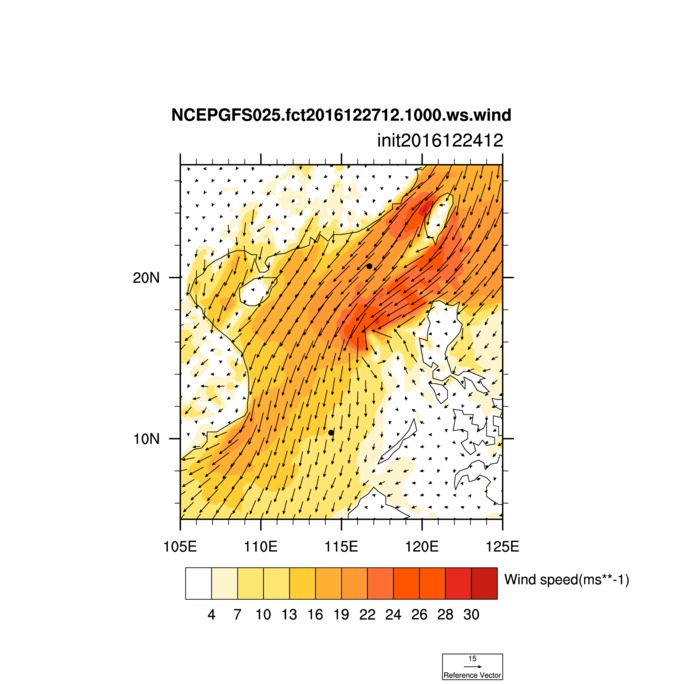 NCEPGFS025.fct2016122712.1000.ws.wind
init2016122412
20N
10N
105E 110E 115E 120E 125E
Wind speed(ms**-1)
4 7 10 13 16 19 22 24 26 28 30
15
Reference Vector